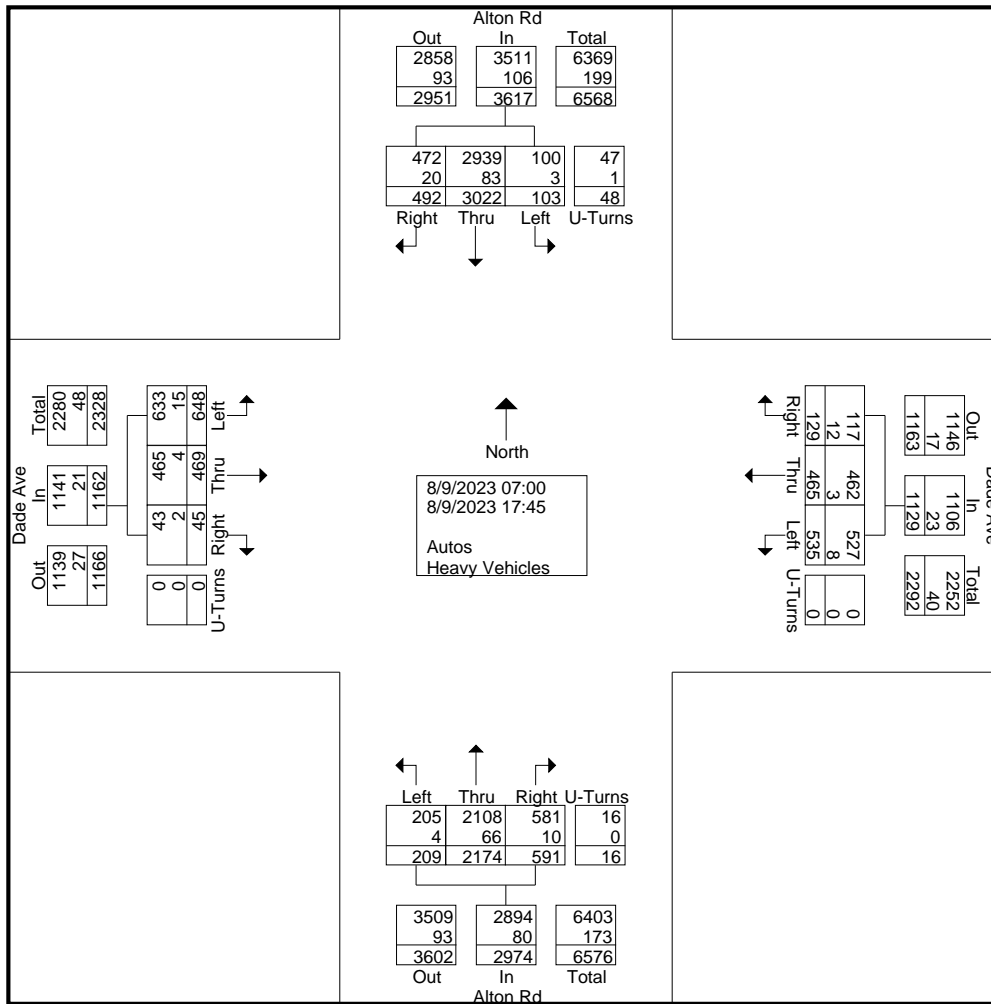 Alton Rd
Out In Total
2858 3511 6369
93 106 199
2951 3617 6568
472 2939 100 47
20 83 3 1
492 3022 103 48
Right Thru Left U-Turns
Dade Ave
Total In Out
2280 1141 1139
48 21 27
2328 1162 1166
633 465 43 0
15 4 2 0
648 469 45 0
Left Thru Right U-Turns
North
8/9/2023 07:00
8/9/2023 17:45
Autos
Heavy Vehicles
Right Thru Left U-Turns
117 462 527 0
12 3 8 0
129 465 535 0
Out In Total
1146 1106 2252
17 23 40
1163 1129 2292
Dade Ave
Left Thru Right U-Turns
205 2108 581 16
4 66 10 0
209 2174 591 16
3509 2894 6403
93 80 173
3602 2974 6576
Out In Total
Alton Rd